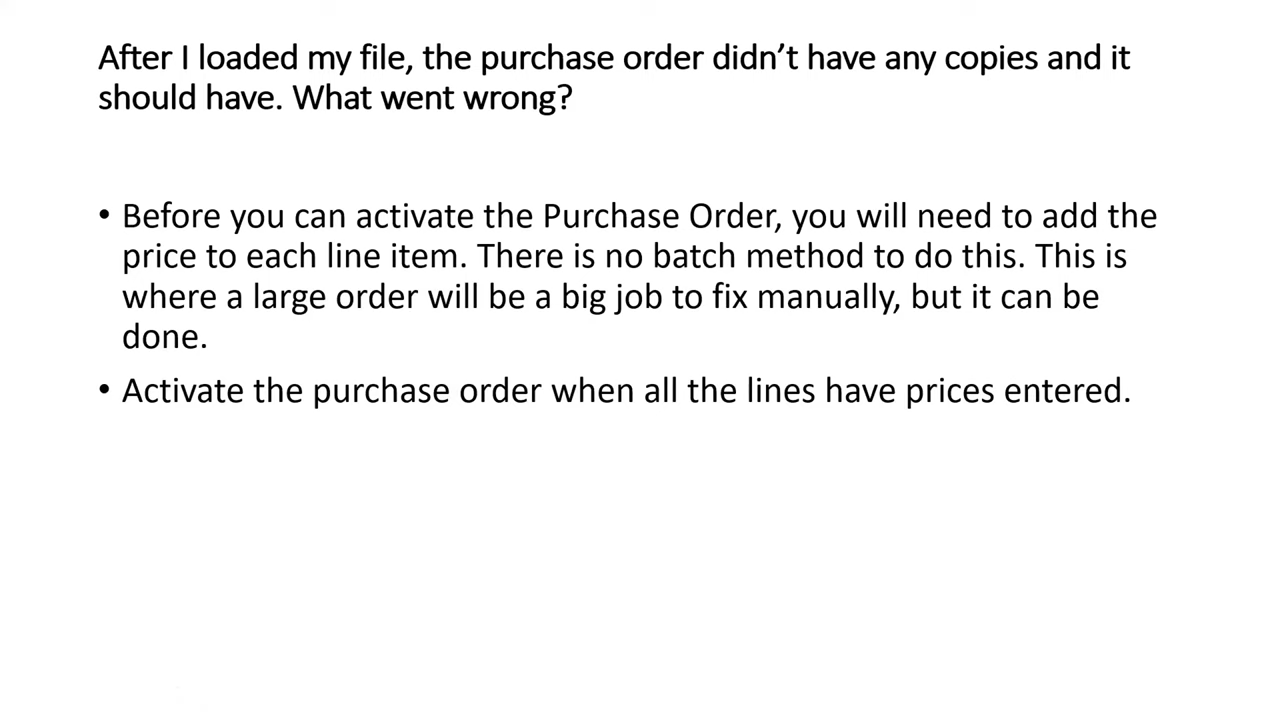 After I loaded my file, the purchase order didn’t have any copies and it
should have. What went wrong?
• Before you can activate the Purchase Order, you will need to add the
price to each line item. There is no batch method to do this. This is
where a large order will be a big job to fix manually, but it can be
done.
• Activate the purchase order when all the lines have prices entered.